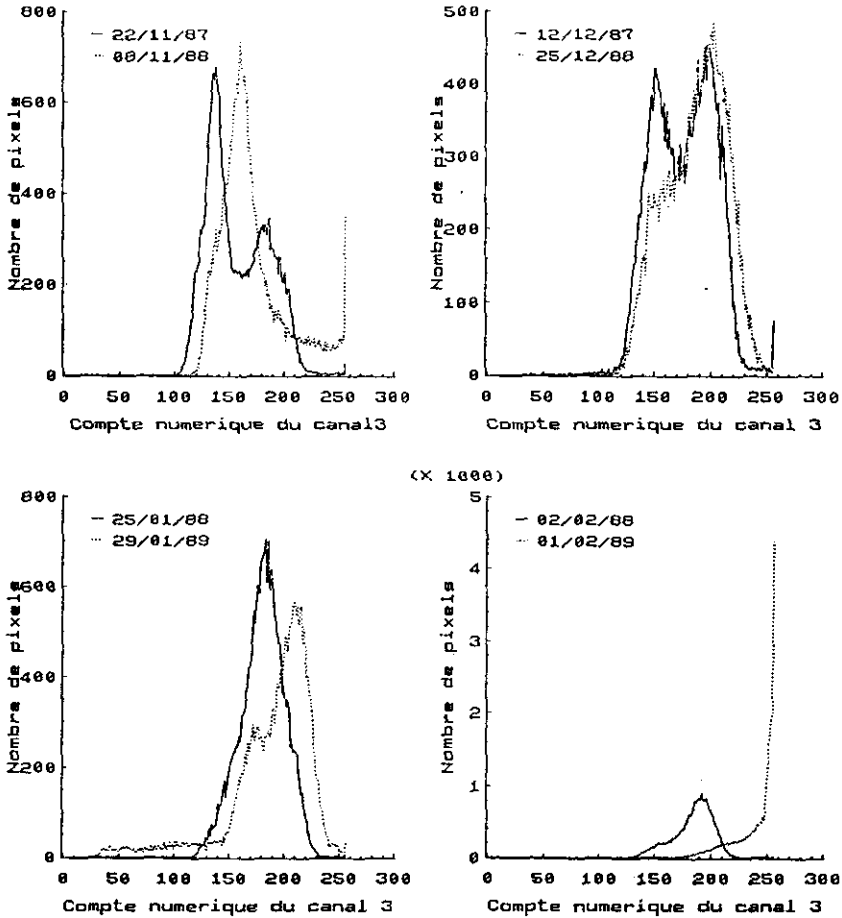 800
600
400
200
0
Nombre de pixels
22/11/87
08/11/88
0 50 100 150 200 250 300
Compte numerique du canal3
500
400
300
200
100
0
Nombre de pixels
12/12/87
25/12/88
0 50 100 150 200 250 300
Compte numerique du canal 3
800
600
400
200
0
Nombre de pixels
25/01/88
29/01/89
0 50 100 150 200 250 300
Compte numerique du canal 3
(X 1000)
5
4
3
2
1
0
Nombre de pixels
02/02/88
01/02/89
0 50 100 150 200 250 300
Compte numerique du canal 3